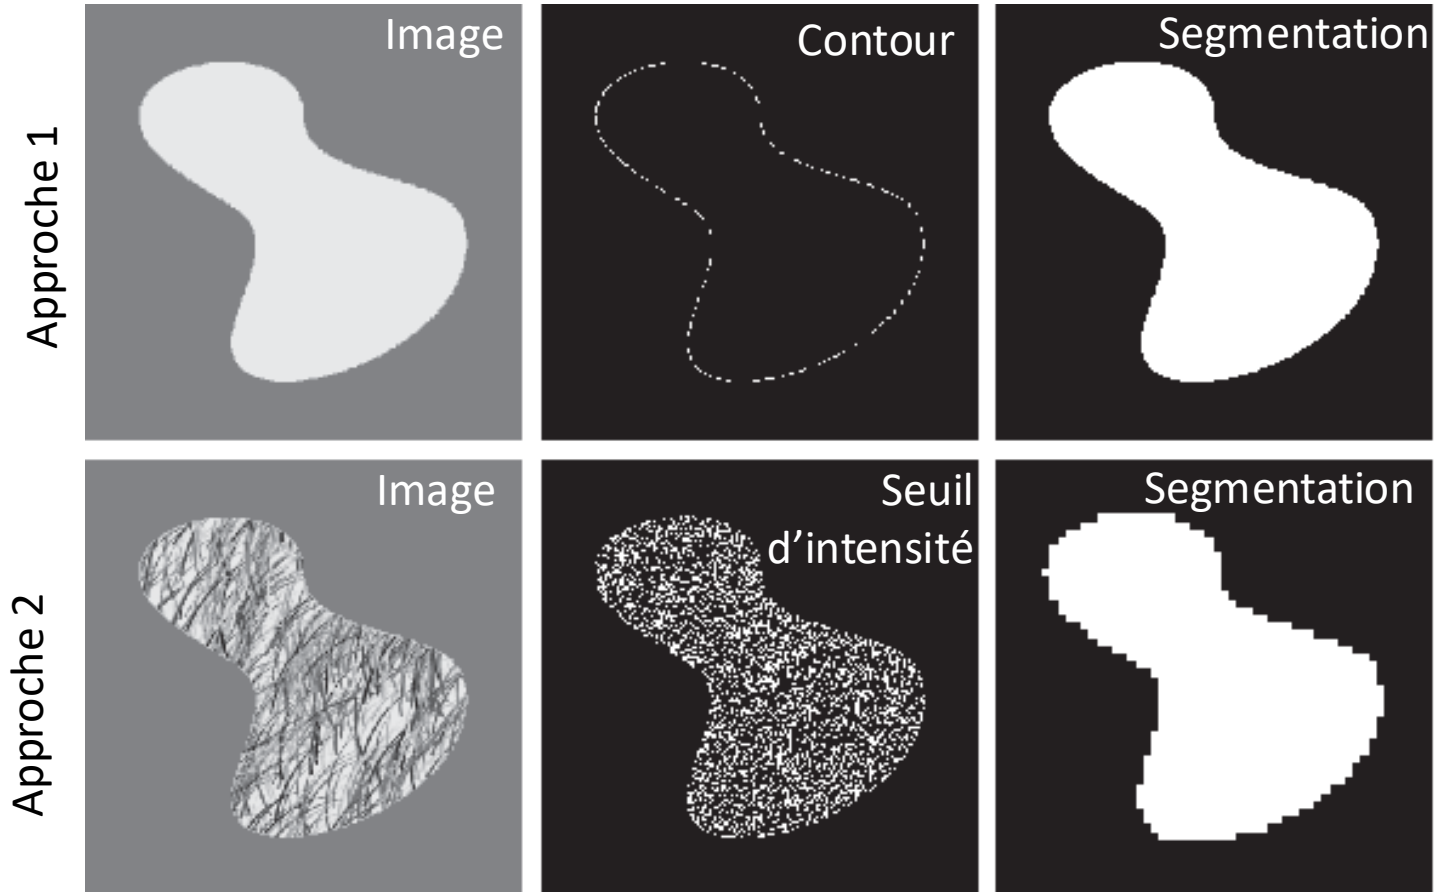 Approche 1
Image
Contour
Segmentation
Approche 2
Image
Seuil
d’intensité
Segmentation